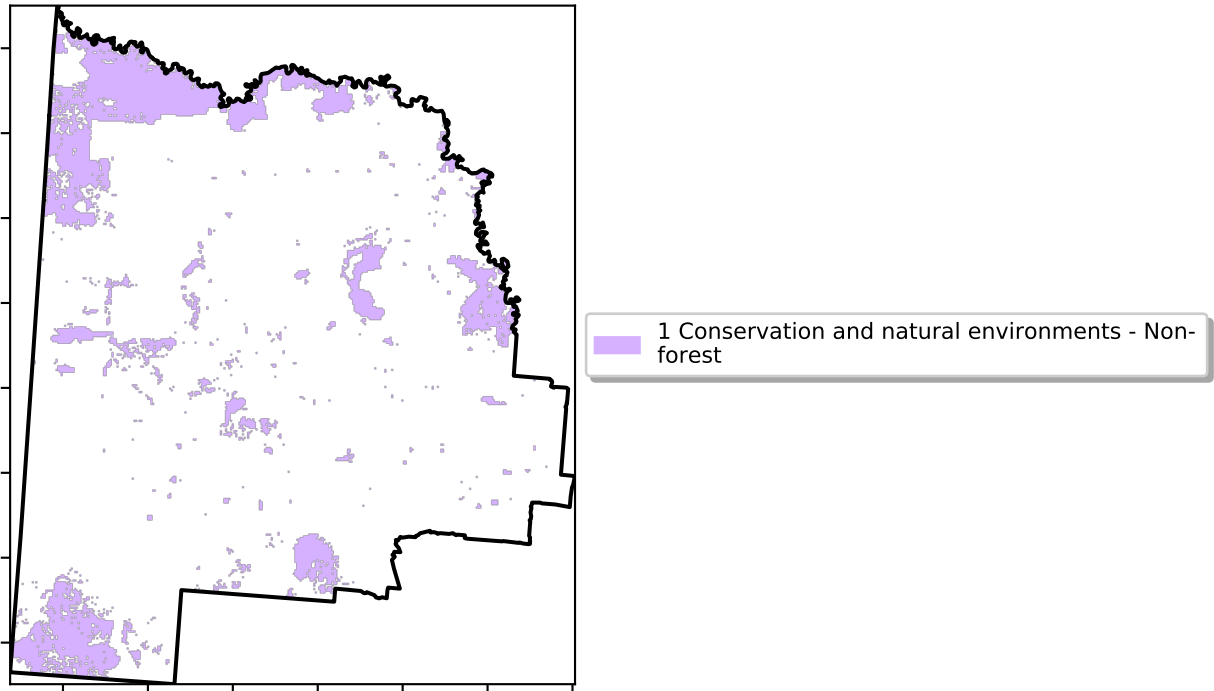 1 Conservation and natural environments - Non-
forest